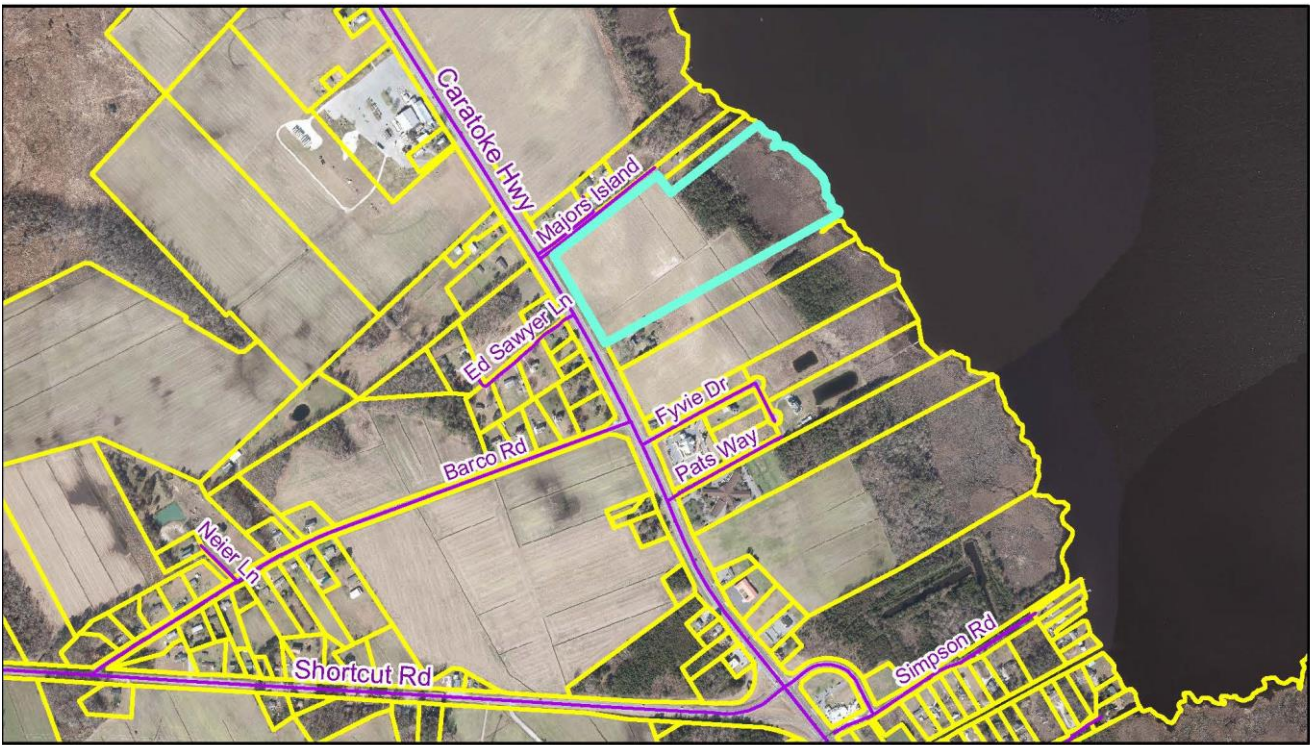 Caratoke Hwy
Majors Island
Ed Sawyer Ln
Fyvie Dr
Barco Rd
Pats Way
Neier Ln
Simpson Rd
Shortcut Rd